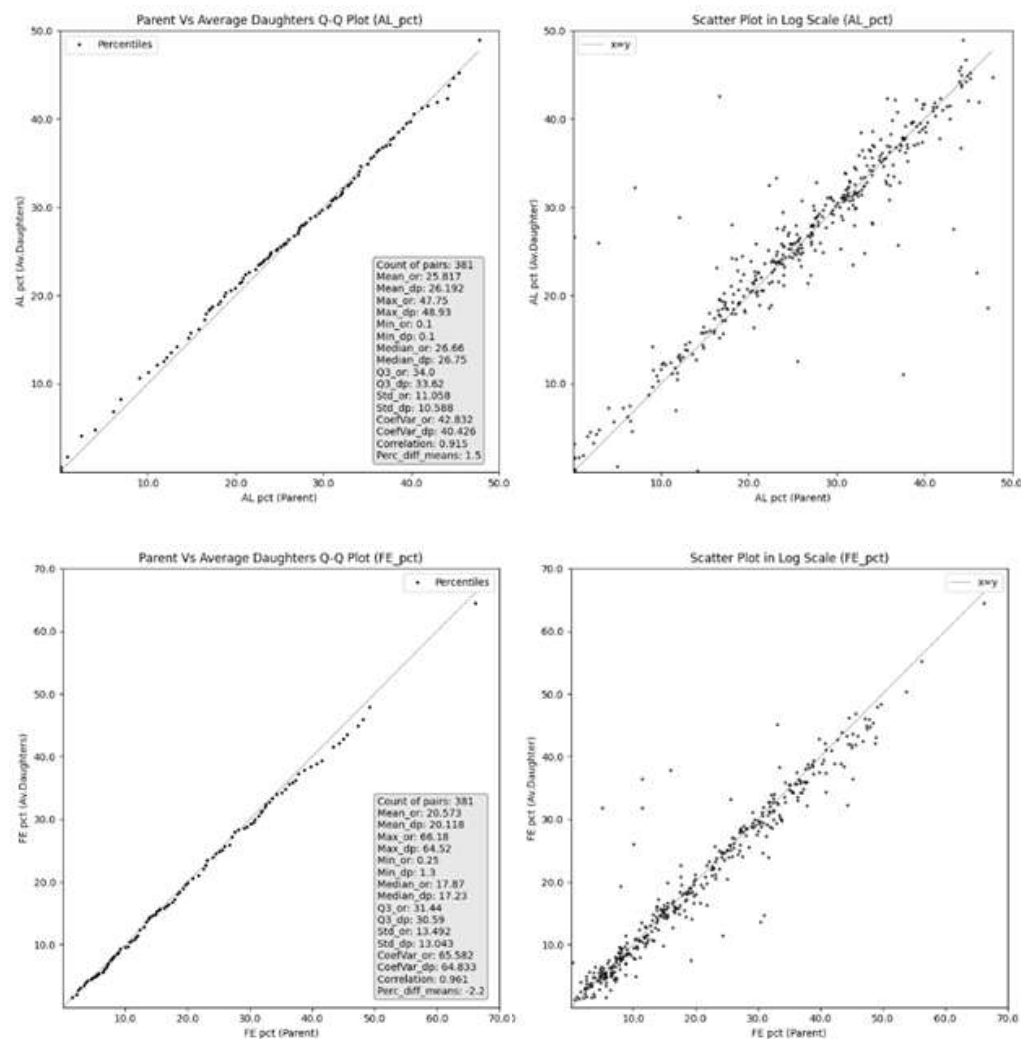 Parent Vs Average Daughters Q-Q Plot (AL_pct)
50.0
Percentiles
40.0
30.0
20.0
10.0
AL pct (Av.Daughters)
Count of pairs: 381
Mean_or: 25.817
Mean_dp: 26.192
Max_or: 47.75
Max_dp: 48.93
Min_or: 0.1
Min_dp: 0.1
Median_or: 26.66
Median_dp: 26.75
Q3_or: 34.0
Q3_dp: 33.62
Std_or: 11.058
Std_dp: 10.588
CoefVar_or: 42.832
CoefVar_dp: 40.426
Correlation: 0.915
Perc_diff_means: 1.5
10.0 20.0 30.0 40.0 50.0
AL pct (Parent)
Scatter Plot in Log Scale (AL_pct)
50.0
x=y
40.0
30.0
20.0
10.0
AL pct (Av.Daughter)
10.0 20.0 30.0 40.0 50.0
AL pct (Parent)
Parent Vs Average Daughters Q-Q Plot (FE_pct)
70.0
Percentiles
60.0
50.0
40.0
30.0
20.0
10.0
FE pct (Av.Daughters)
Count of pairs: 381
Mean_or: 20.573
Mean_dp: 20.118
Max_or: 66.18
Max_dp: 64.52
Min_or: 0.25
Min_dp: 1.3
Median_or: 17.87
Median_dp: 17.23
Q3_or: 31.44
Q3_dp: 30.59
Std_or: 13.492
Std_dp: 13.043
CoefVar_or: 65.582
CoefVar_dp: 64.833
Correlation: 0.961
Perc_diff_means: -2.2
10.0 20.0 30.0 40.0 50.0 60.0 70.0
FE pct (Parent)
Scatter Plot in Log Scale (FE_pct)
70.0
x=y
60.0
50.0
40.0
30.0
20.0
10.0
FE pct (Av.Daughter)
10.0 20.0 30.0 40.0 50.0 60.0 70.0
FE pct (Parent)